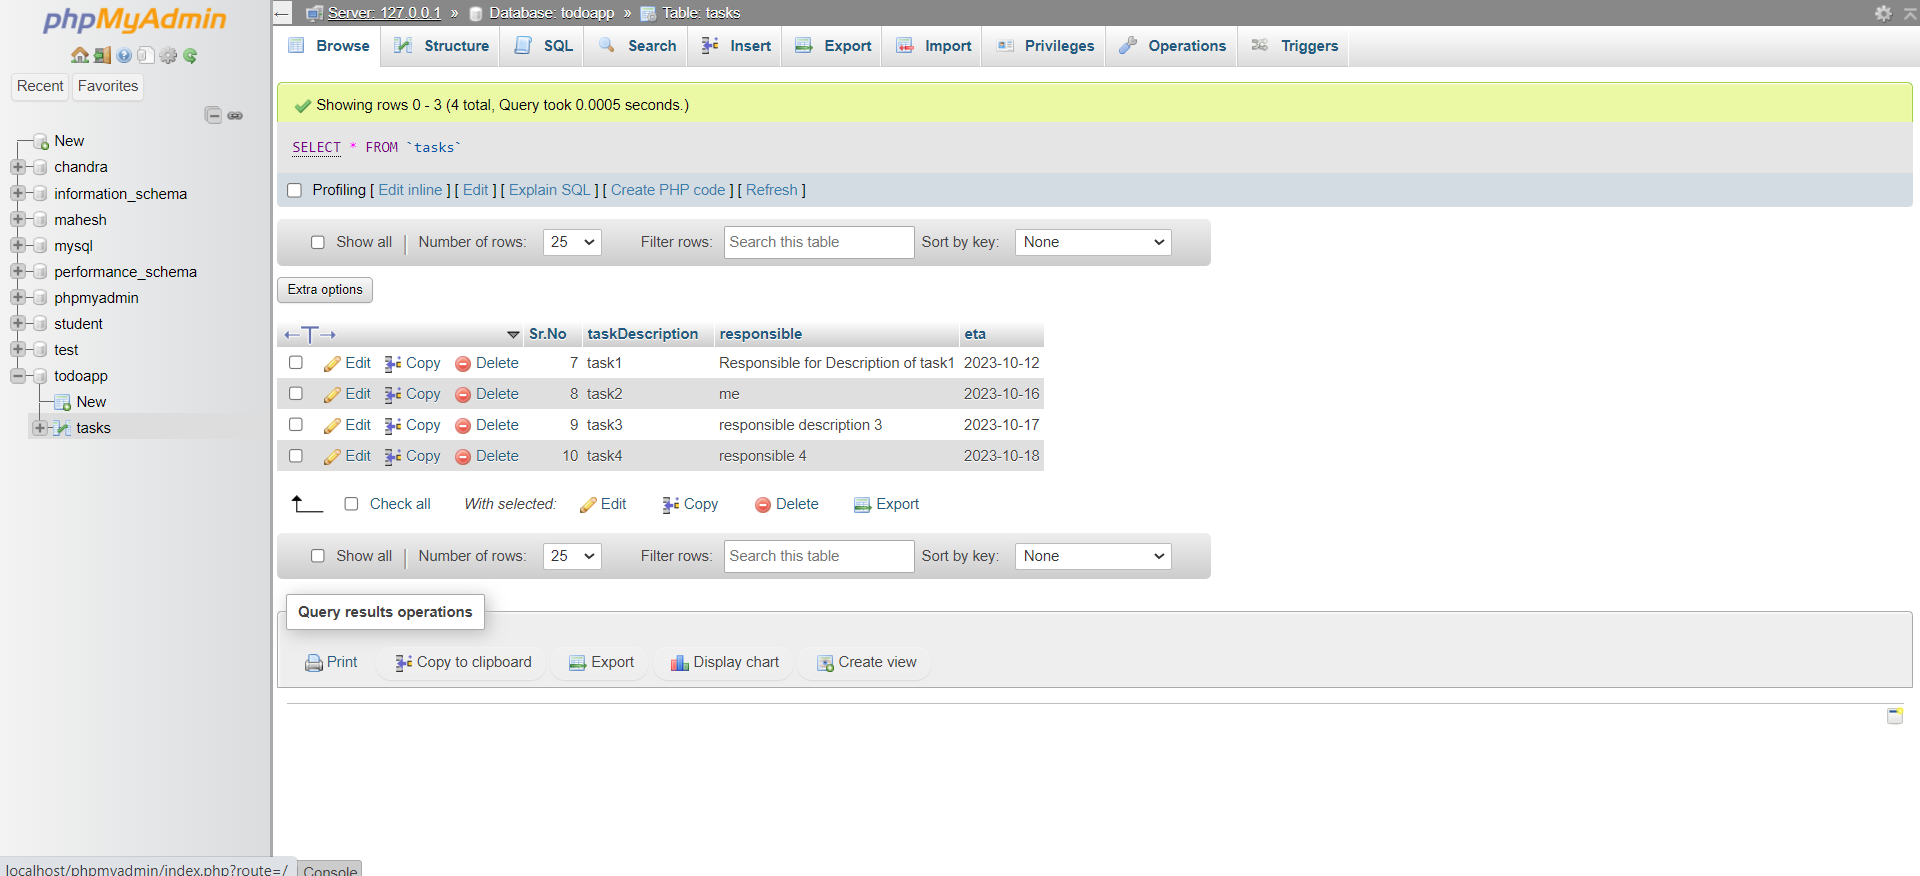 phpMyAdmin
Recent Favorites
New
chandra
information_schema
mahesh
mysql
performance_schema
phpmyadmin
student
test
todoapp
New
tasks
Server: 127.0.0.1 » Database: todoapp » Table: tasks
Browse Structure SQL Search Insert Export Import Privileges Operations Triggers
Showing rows 0 - 3 (4 total, Query took 0.0005 seconds.)
SELECT * FROM `tasks`
Profiling [ Edit inline ] [ Edit ] [ Explain SQL ] [ Create PHP code ] [ Refresh ]
Show all Number of rows: 25 Filter rows: Search this table Sort by key: None
Extra options
←T→ Sr.No taskDescription responsible eta
Edit Copy Delete 7 task1 Responsible for Description of task1 2023-10-12
Edit Copy Delete 8 task2 me 2023-10-16
Edit Copy Delete 9 task3 responsible description 3 2023-10-17
Edit Copy Delete 10 task4 responsible 4 2023-10-18
Check all With selected: Edit Copy Delete Export
Show all Number of rows: 25 Filter rows: Search this table Sort by key: None
Query results operations
Print Copy to clipboard Export Display chart Create view
localhost/phpmyadmin/index.php?route=/
Console